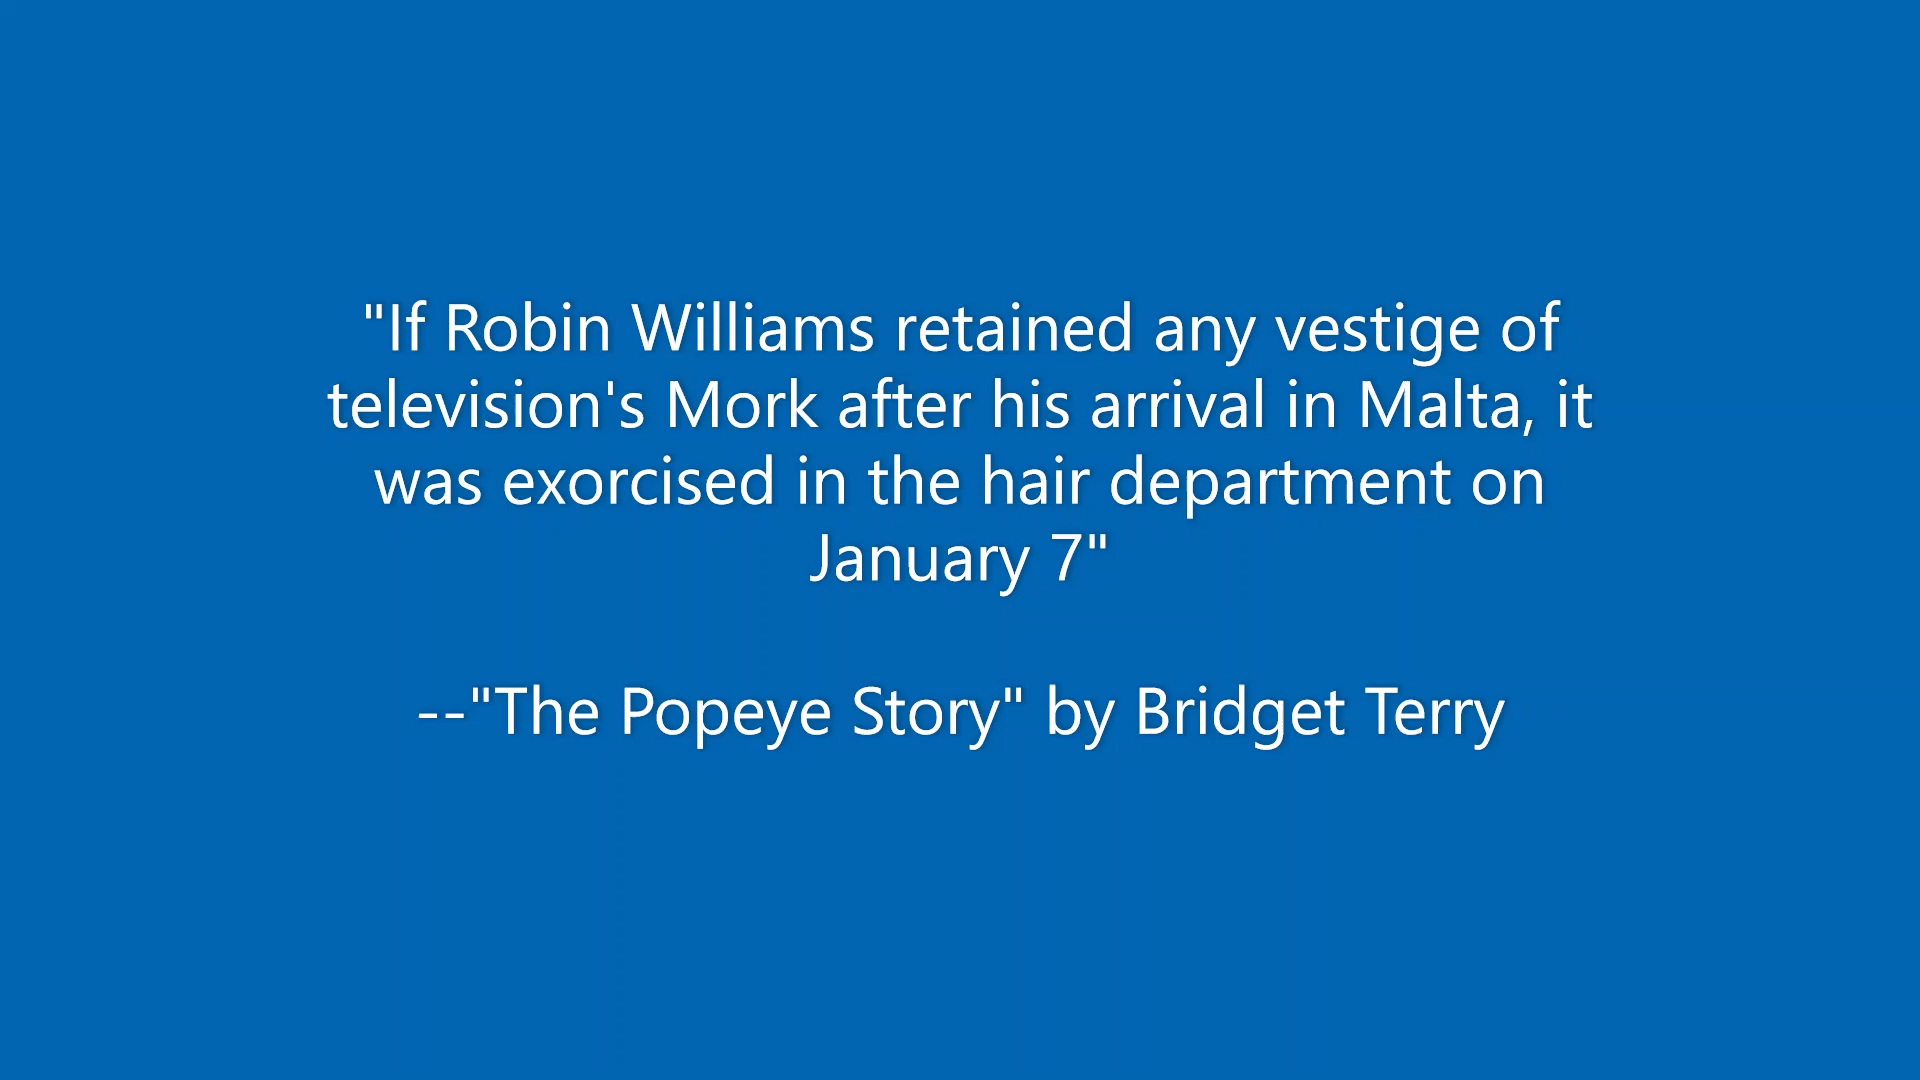 "If Robin Williams retained any vestige of
television's Mork after his arrival in Malta, it
was exorcised in the hair department on
January 7"
--"The Popeye Story" by Bridget Terry